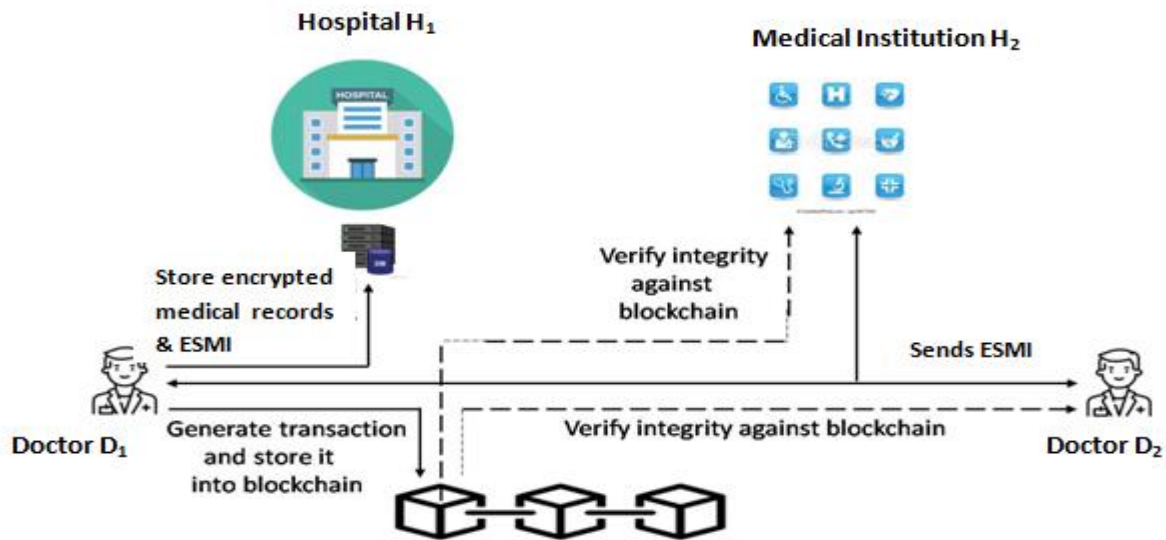 Hospital H₁
Medical Institution H₂
HOSPITAL
Store encrypted
medical records
& ESMI
Verify integrity
against
blockchain
Sends ESMI
Doctor D₁
Generate transaction
and store it
into blockchain
Verify integrity against blockchain
Doctor D₂